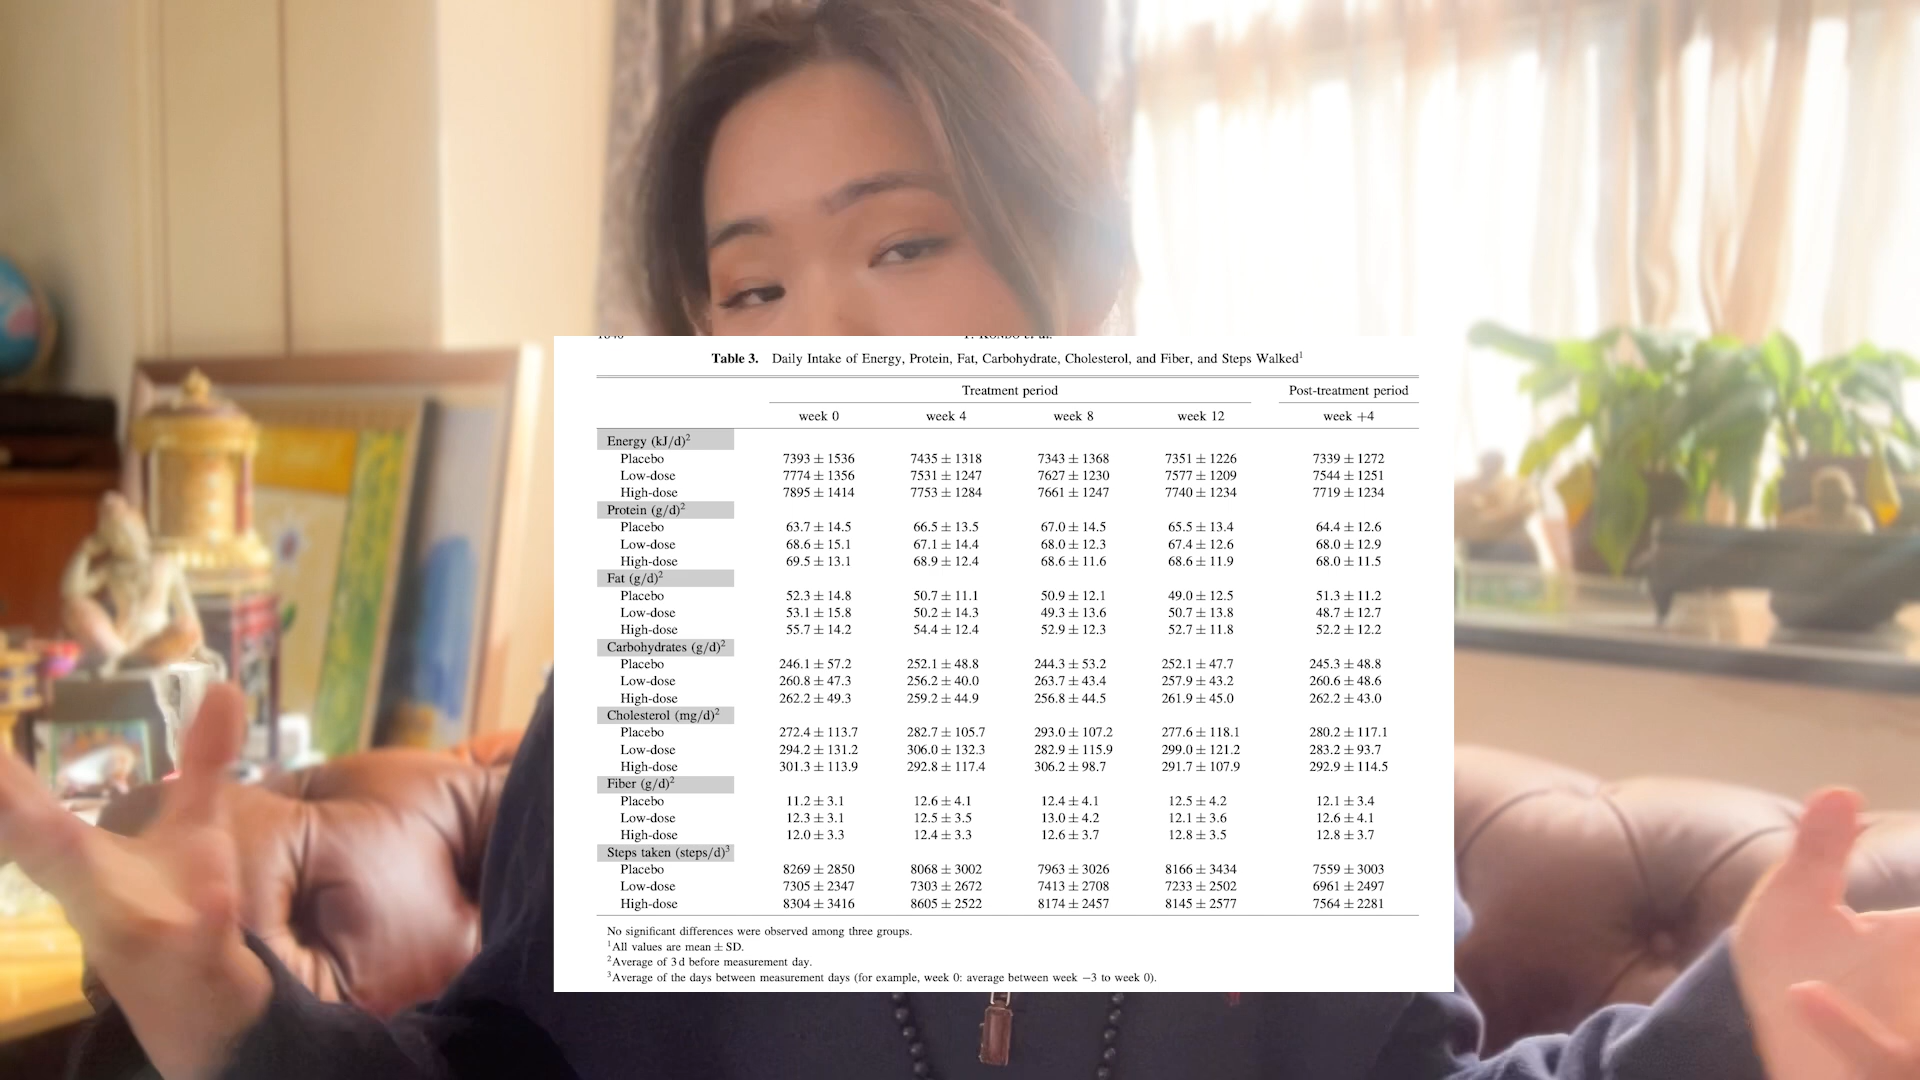 Table 3. Daily Intake of Energy, Protein, Fat, Carbohydrate, Cholesterol, and Fiber, and Steps Walked1
Treatment period Post-treatment period
week 0 week 4 week 8 week 12 week +4
Energy (kJ/d)2
Placebo 7393 ± 1536 7435 ± 1318 7343 ± 1368 7351 ± 1226 7339 ± 1272
Low-dose 7774 ± 1356 7531 ± 1247 7627 ± 1230 7577 ± 1209 7544 ± 1251
High-dose 7895 ± 1414 7753 ± 1284 7661 ± 1247 7740 ± 1234 7719 ± 1234
Protein (g/d)2
Placebo 63.7 ± 14.5 66.5 ± 13.5 67.0 ± 14.5 65.5 ± 13.4 64.4 ± 12.6
Low-dose 68.6 ± 15.1 67.1 ± 14.4 68.0 ± 12.3 67.4 ± 12.6 68.0 ± 12.9
High-dose 69.5 ± 13.1 68.9 ± 12.4 68.6 ± 11.6 68.6 ± 11.9 68.0 ± 11.5
Fat (g/d)2
Placebo 52.3 ± 14.8 50.7 ± 11.1 50.9 ± 12.1 49.0 ± 12.5 51.3 ± 11.2
Low-dose 53.1 ± 15.8 50.2 ± 14.3 49.3 ± 13.6 50.7 ± 13.8 48.7 ± 12.7
High-dose 55.7 ± 14.2 54.4 ± 12.4 52.9 ± 12.3 52.7 ± 11.8 52.2 ± 12.2
Carbohydrates (g/d)2
Placebo 246.1 ± 57.2 252.1 ± 48.8 244.3 ± 53.2 252.1 ± 47.7 245.3 ± 48.8
Low-dose 260.8 ± 47.3 256.2 ± 40.0 263.7 ± 43.4 257.9 ± 43.2 260.6 ± 48.6
High-dose 262.2 ± 49.3 259.2 ± 44.9 256.8 ± 44.5 261.9 ± 45.0 262.2 ± 43.0
Cholesterol (mg/d)2
Placebo 272.4 ± 113.7 282.7 ± 105.7 293.0 ± 107.2 277.6 ± 118.1 280.2 ± 117.1
Low-dose 294.2 ± 131.2 306.0 ± 132.3 282.9 ± 115.9 299.0 ± 121.2 283.2 ± 93.7
High-dose 301.3 ± 113.9 292.8 ± 117.4 306.2 ± 98.7 291.7 ± 107.9 292.9 ± 114.5
Fiber (g/d)2
Placebo 11.2 ± 3.1 12.6 ± 4.1 12.4 ± 4.1 12.5 ± 4.2 12.1 ± 3.4
Low-dose 12.3 ± 3.1 12.5 ± 3.5 13.0 ± 4.2 12.1 ± 3.6 12.6 ± 4.1
High-dose 12.0 ± 3.3 12.4 ± 3.3 12.6 ± 3.7 12.8 ± 3.5 12.8 ± 3.7
Steps taken (steps/d)3
Placebo 8269 ± 2850 8068 ± 3002 7963 ± 3026 8166 ± 3434 7559 ± 3003
Low-dose 7305 ± 2347 7303 ± 2672 7413 ± 2708 7233 ± 2502 6961 ± 2497
High-dose 8304 ± 3416 8605 ± 2522 8174 ± 2457 8145 ± 2577 7564 ± 2281
No significant differences were observed among three groups.
1All values are mean ± SD.
2Average of 3 d before measurement day.
3Average of the days between measurement days (for example, week 0: average between week −3 to week 0).